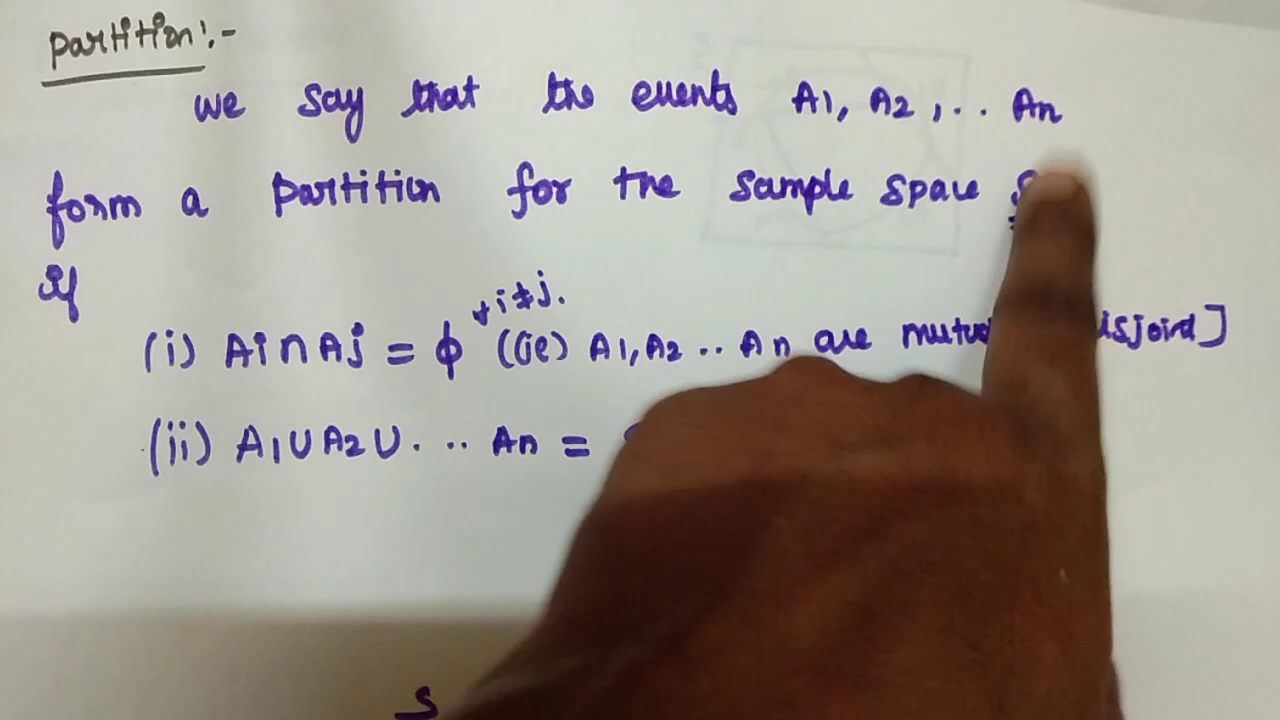 Partition:-
we say that the events A1, A2, .. An
form a partition for the sample space S
if
∀ i ≠ j.
(i) Ai ∩ Aj = ϕ ((ie) A1, A2 .. An are
(ii) A1 ∪ A2 ∪ . .. An =
S